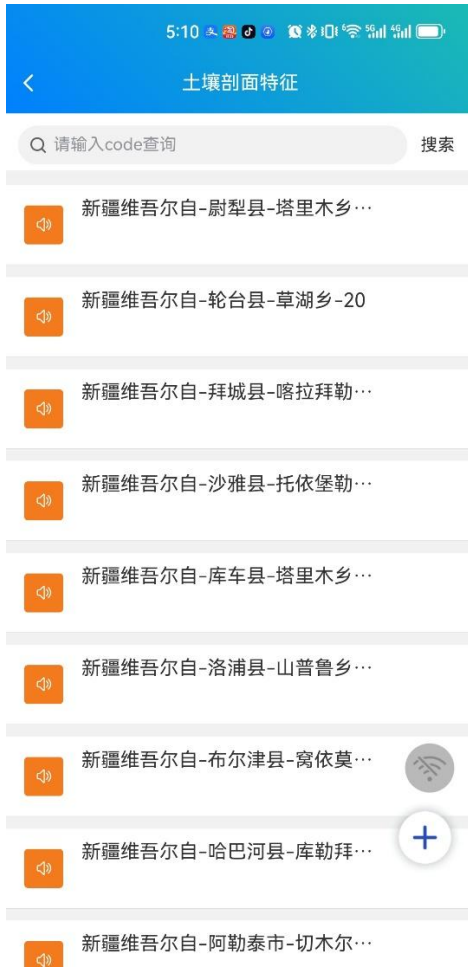 5:10
土壤剖面特征
请输入code查询 搜索
新疆维吾尔自-尉犁县-塔里木乡…
新疆维吾尔自-轮台县-草湖乡-20
新疆维吾尔自-拜城县-喀拉拜勒…
新疆维吾尔自-沙雅县-托依堡勒…
新疆维吾尔自-库车县-塔里木乡…
新疆维吾尔自-洛浦县-山普鲁乡…
新疆维吾尔自-布尔津县-窝依莫…
新疆维吾尔自-哈巴河县-库勒拜…
新疆维吾尔自-阿勒泰市-切木尔…